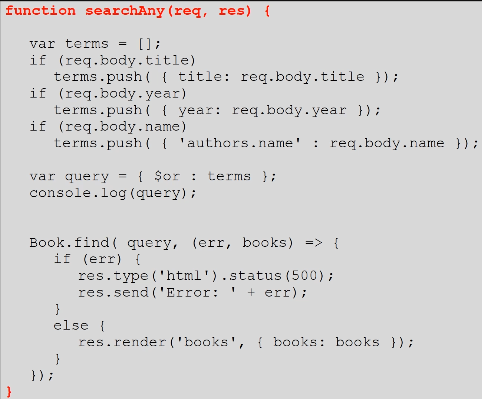 function searchAny(req, res) {
var terms = [];
if (req.body.title)
terms.push( { title: req.body.title });
if (req.body.year)
terms.push( { year: req.body.year });
if (req.body.name)
terms.push( { 'authors.name' : req.body.name });
var query = { $or : terms };
console.log(query);
Book.find( query, (err, books) => {
if (err) {
res.type('html').status(500);
res.send('Error: ' + err);
}
else {
res.render('books', { books: books });
}
});
}